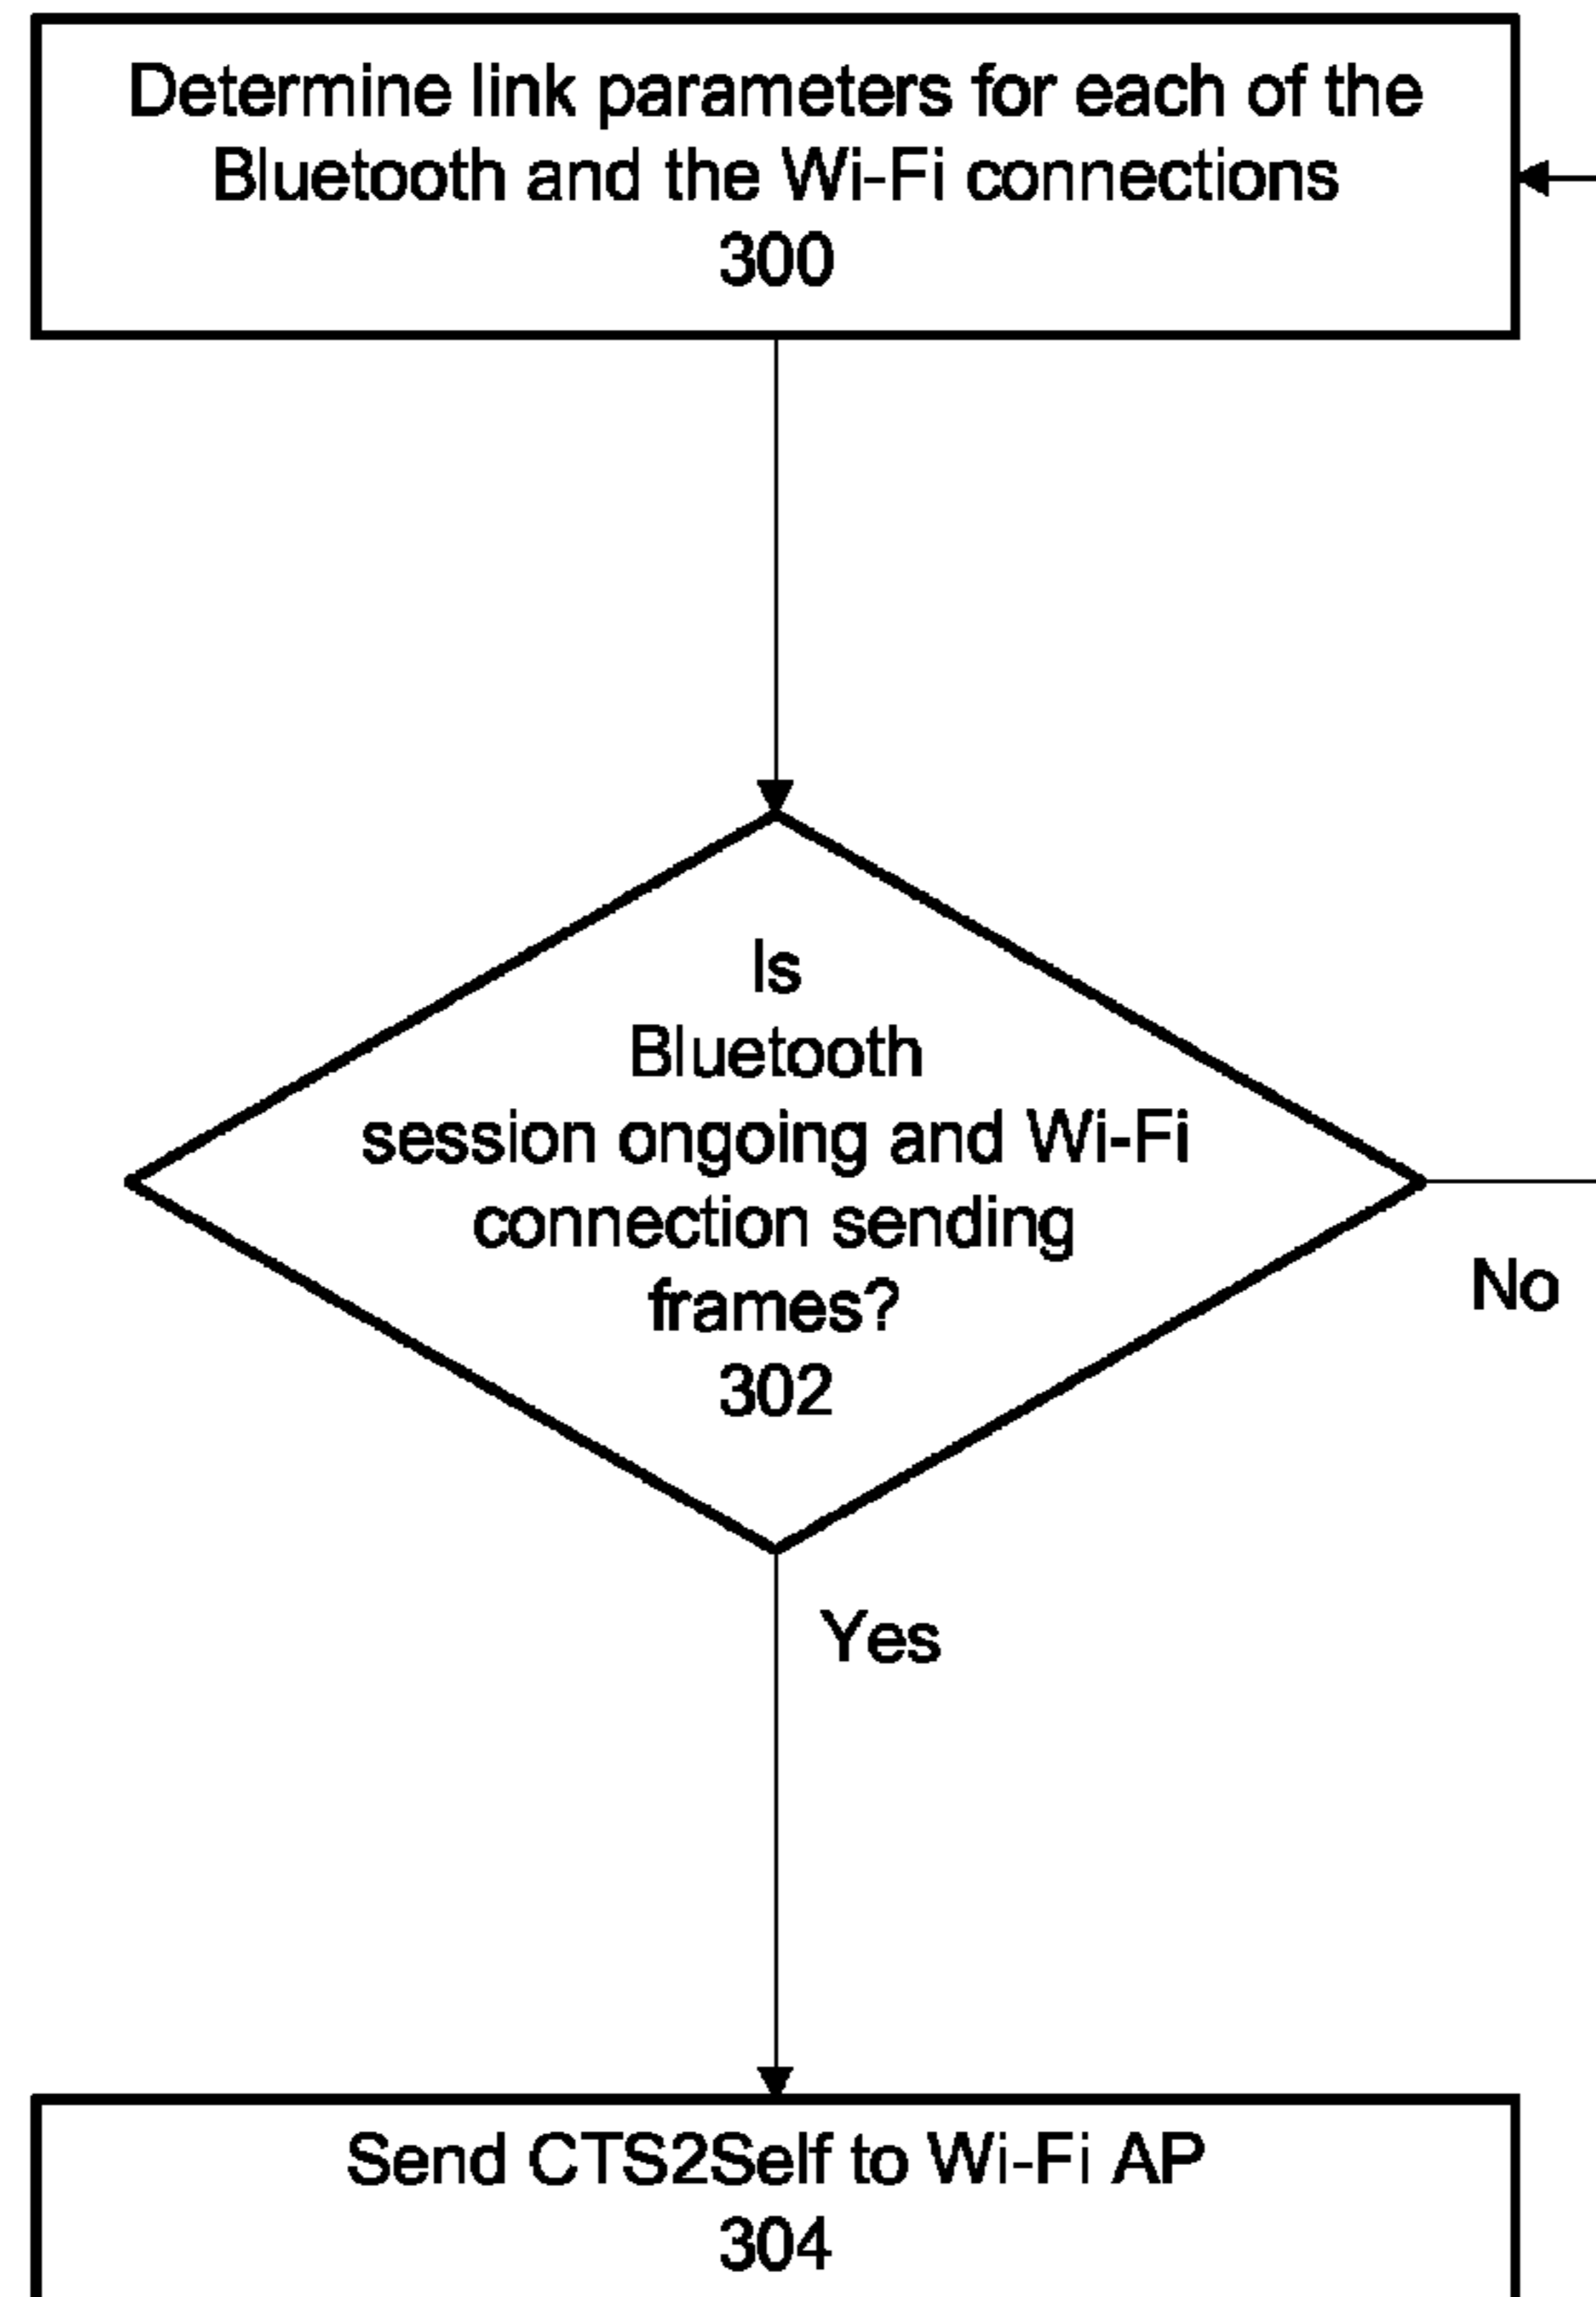 Determine link parameters for each of the
Bluetooth and the Wi-Fi connections
300
Is
Bluetooth
session ongoing and Wi-Fi
connection sending
frames?
302
No
Yes
Send CTS2Self to Wi-Fi AP
304